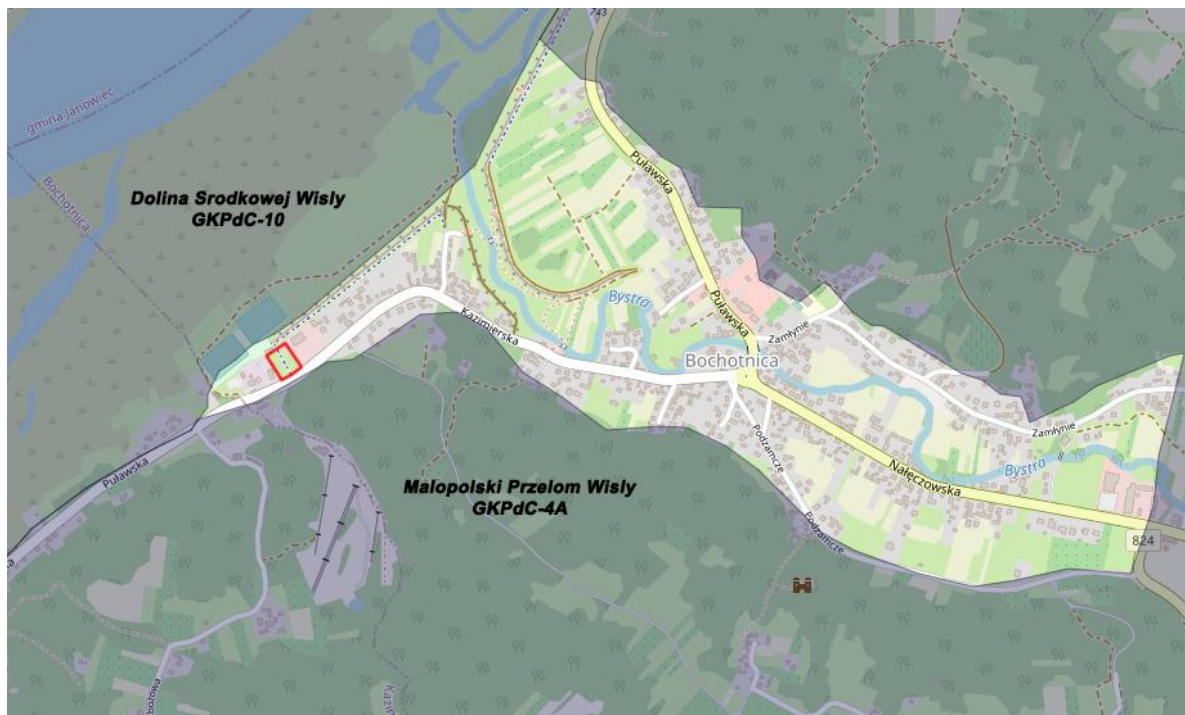 743
gmina Janowiec
Bochotnica
Puławska
Dolina Srodkowej Wisly
GKPdC-10
Bystra
Puławska
Kazimierska
Zamłynie
Bochotnica
Podzamcze
Zamłynie
Bystra
Nałęczowska
Puławska
Malopolski Przelom Wisly
GKPdC-4A
Podzamcze
824